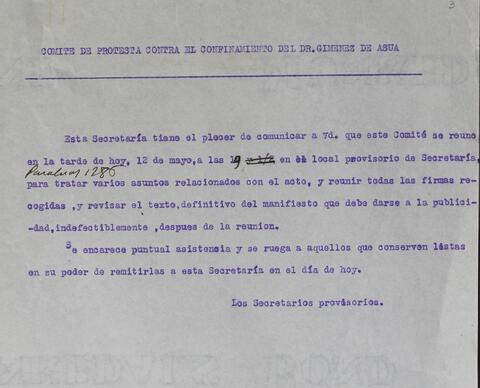 3
COMITE DE PROTESTA CONTRA EL CONFINAMIENTO DEL DR.GIMENEZ DE ASUA
Esta Secretaría tiene el placer de comunicar a Vd. que este Comité se reune
en la tarde de hoy, 12 de mayo,a las 9 en el local provisorio de Secretaría,
1285
para tratar varios asuntos relacionados con el acto, y reunir todas las firmas re-
cogidas ,y revisar el texto,definitivo del manifiesto que debe darse a la publici-
dad,indefectiblemente ,despues de la reunion.
Se encarece puntual asistencia y se ruega a aquellos que conserven listas
en su poder de remitirlas a esta Secretaría en el día de hoy.
Los Secretarios provisorios.